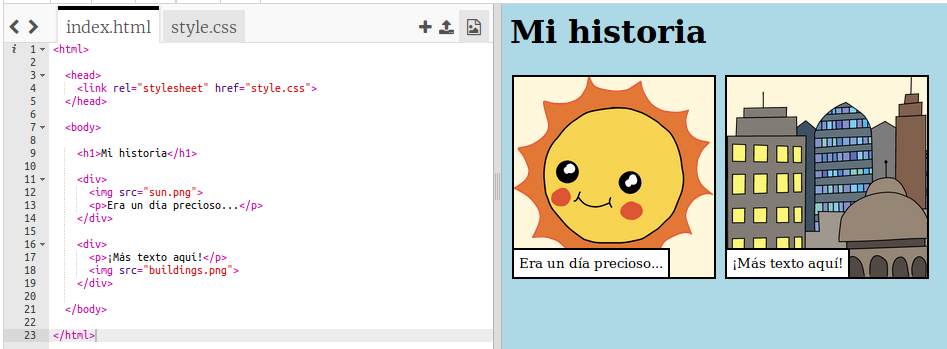 index.html
style.css
Mi historia
1 <html>
2
3 <head>
4 <link rel="stylesheet" href="style.css">
5 </head>
6
7 <body>
8
9 <h1>Mi historia</h1>
10
11 <div>
12 <img src="sun.png">
13 <p>Era un día precioso...</p>
14 </div>
15
16 <div>
17 <p>¡Más texto aquí!</p>
18 <img src="buildings.png">
19 </div>
20
21 </body>
22
23 </html>
Era un día precioso...
¡Más texto aquí!